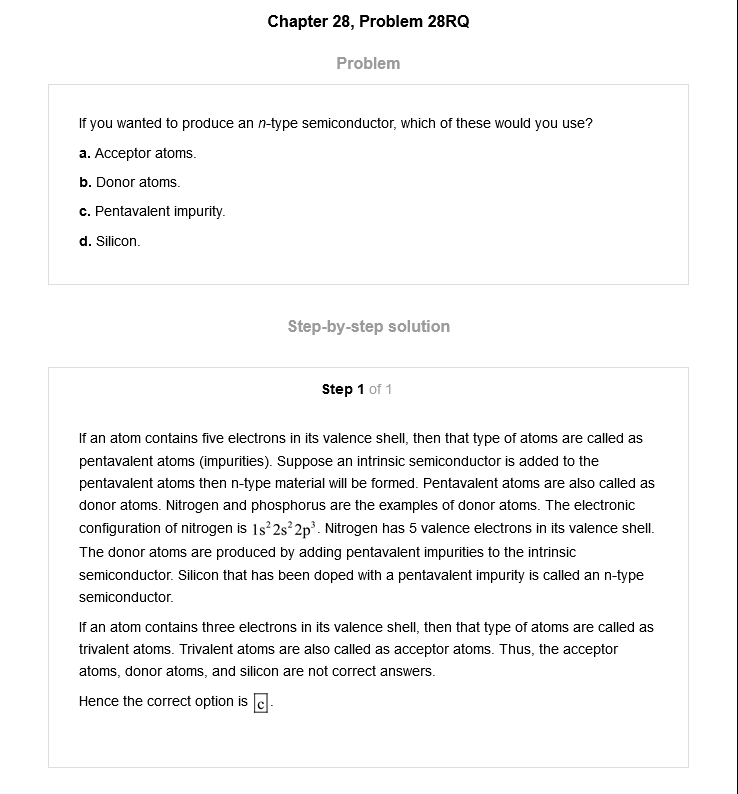 Chapter 28, Problem 28RQ
Problem
If you wanted to produce an n-type semiconductor, which of these would you use?
a. Acceptor atoms.
b. Donor atoms.
c. Pentavalent impurity.
d. Silicon.
Step-by-step solution
Step 1 of 1
If an atom contains five electrons in its valence shell, then that type of atoms are called as
pentavalent atoms (impurities). Suppose an intrinsic semiconductor is added to the
pentavalent atoms then n-type material will be formed. Pentavalent atoms are also called as
donor atoms. Nitrogen and phosphorus are the examples of donor atoms. The electronic
configuration of nitrogen is 1s²2s²2p³. Nitrogen has 5 valence electrons in its valence shell.
The donor atoms are produced by adding pentavalent impurities to the intrinsic
semiconductor. Silicon that has been doped with a pentavalent impurity is called an n-type
semiconductor.
If an atom contains three electrons in its valence shell, then that type of atoms are called as
trivalent atoms. Trivalent atoms are also called as acceptor atoms. Thus, the acceptor
atoms, donor atoms, and silicon are not correct answers.
Hence the correct option is c.